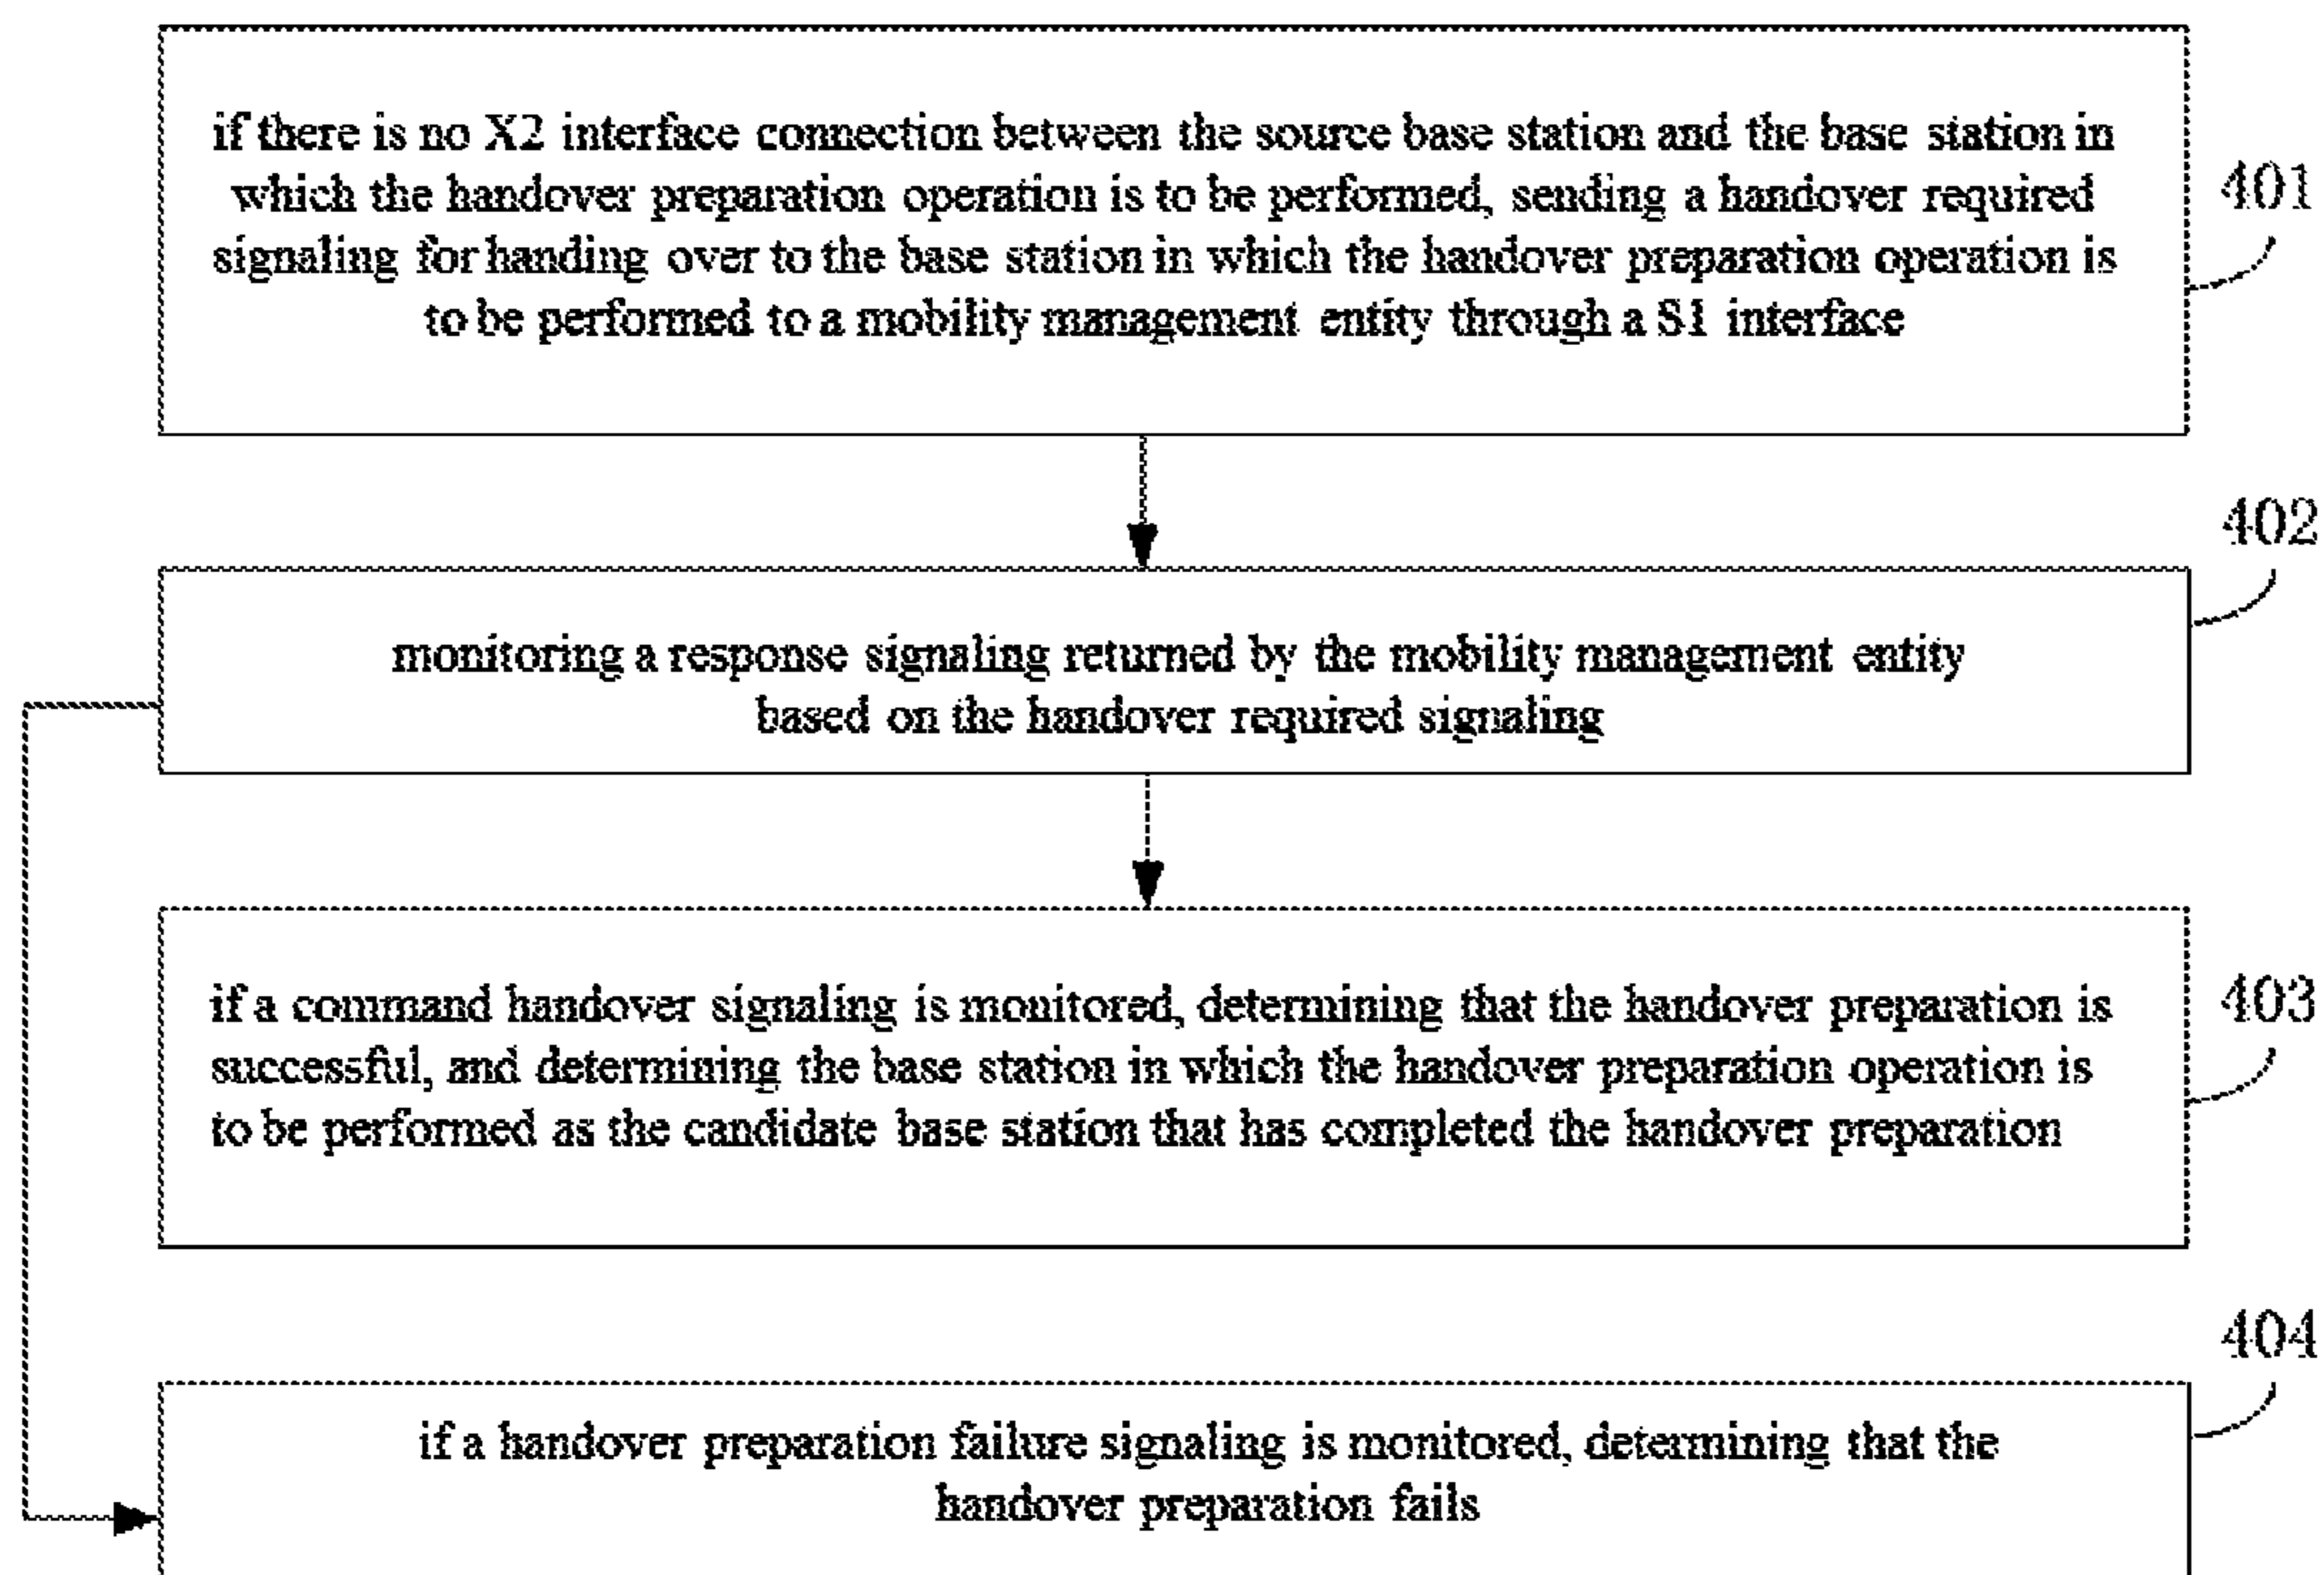 if there is no X2 interface connection between the source base station and the base station in
which the handover preparation operation is to be performed, sending a handover required
signaling for handing over to the base station in which the handover preparation operation is
to be performed to a mobility management entity through a S1 interface
401
402
monitoring a response signaling returned by the mobility management entity
based on the handover required signaling
if a command handover signaling is monitored, determining that the handover preparation is
successful, and determining the base station in which the handover preparation operation is
to be performed as the candidate base station that has completed the handover preparation
403
404
if a handover preparation failure signaling is monitored, determining that the
handover preparation fails